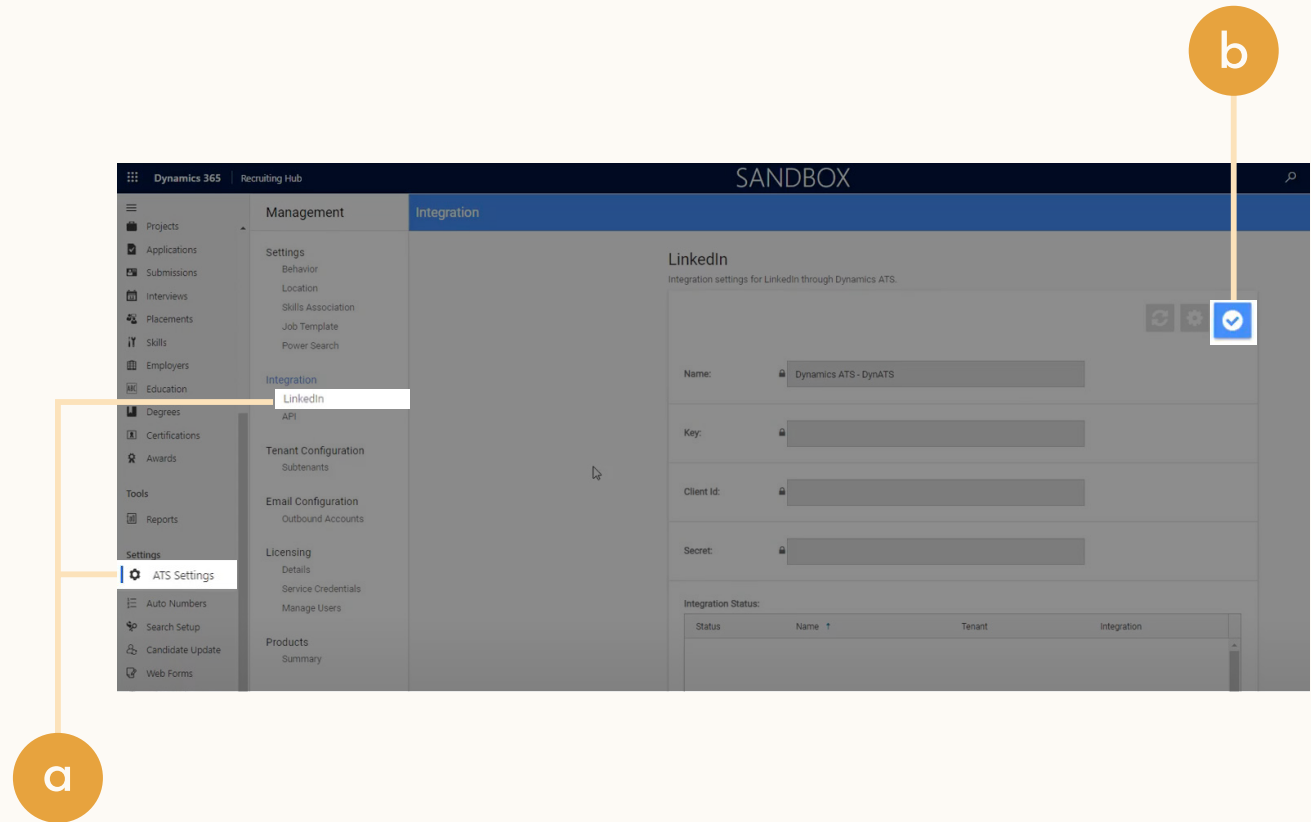 b
Dynamics 365 Recruiting Hub
SANDBOX
Projects
Applications
Submissions
Interviews
Placements
Skills
Employers
Education
Degrees
Certifications
Awards
Tools
Reports
Settings
ATS Settings
Auto Numbers
Search Setup
Candidate Update
Web Forms
Management
Settings
Behavior
Location
Skills Association
Job Template
Power Search
Integration
LinkedIn
API
Tenant Configuration
Subtenants
Email Configuration
Outbound Accounts
Licensing
Details
Service Credentials
Manage Users
Products
Summary
Integration
LinkedIn
Integration settings for LinkedIn through Dynamics ATS.
Name: Dynamics ATS - DynATS
Key:
Client Id:
Secret:
Integration Status:
Status Name ↑ Tenant Integration
a